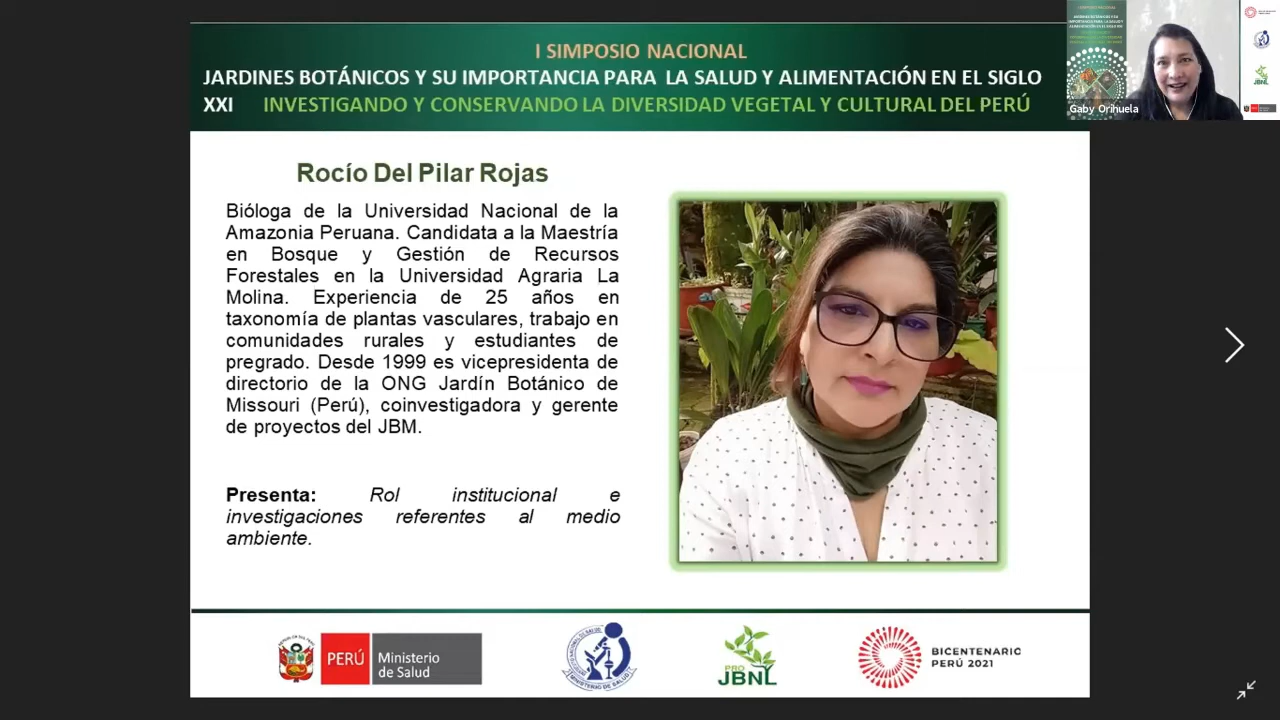 I SIMPOSIO NACIONAL
JARDINES BOTÁNICOS Y SU IMPORTANCIA PARA LA SALUD Y ALIMENTACIÓN EN EL SIGLO
XXI INVESTIGANDO Y CONSERVANDO LA DIVERSIDAD VEGETAL Y CULTURAL DEL PERÚ
Gaby Orihuela
JBNL
Rocío Del Pilar Rojas
Bióloga de la Universidad Nacional de la
Amazonia Peruana. Candidata a la Maestría
en Bosque y Gestión de Recursos
Forestales en la Universidad Agraria La
Molina. Experiencia de 25 años en
taxonomía de plantas vasculares, trabajo en
comunidades rurales y estudiantes de
pregrado. Desde 1999 es vicepresidenta de
directorio de la ONG Jardín Botánico de
Missouri (Perú), coinvestigadora y gerente
de proyectos del JBM.
Presenta: Rol institucional e
investigaciones referentes al medio
ambiente.
PERÚ
Ministerio
de Salud
MINISTERIO DE SALUD
PRO
JBNL
BICENTENARIO
PERÚ 2021